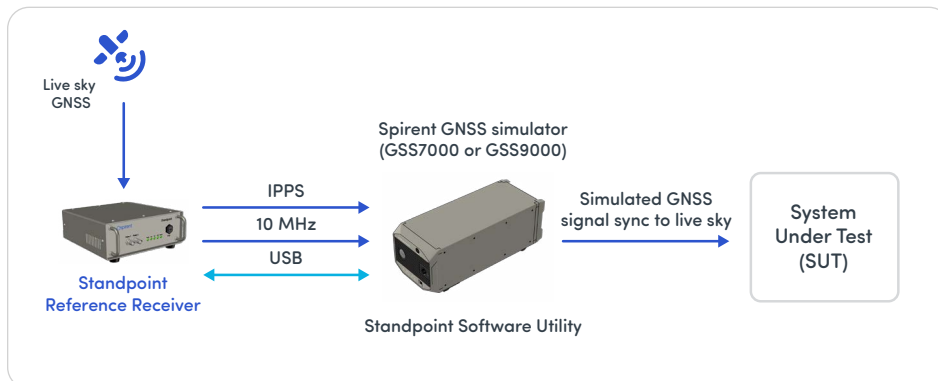 Live sky
GNSS
Spirent GNSS simulator
(GSS7000 or GSS9000)
IPPS
10 MHz
USB
Simulated GNSS
signal sync to live sky
System
Under Test
(SUT)
Standpoint
Reference Receiver
Standpoint Software Utility